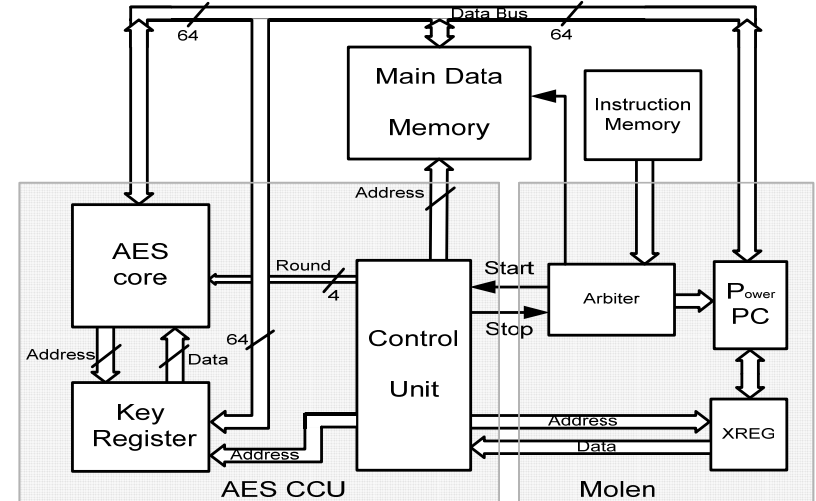 Data Bus
64
64
Main Data
Memory
Instruction
Memory
Address
AES
core
Round
4
Start
Stop
Arbiter
Power
PC
Address
Data
64
Control
Unit
Key
Register
Address
Address
Data
XREG
AES CCU
Molen